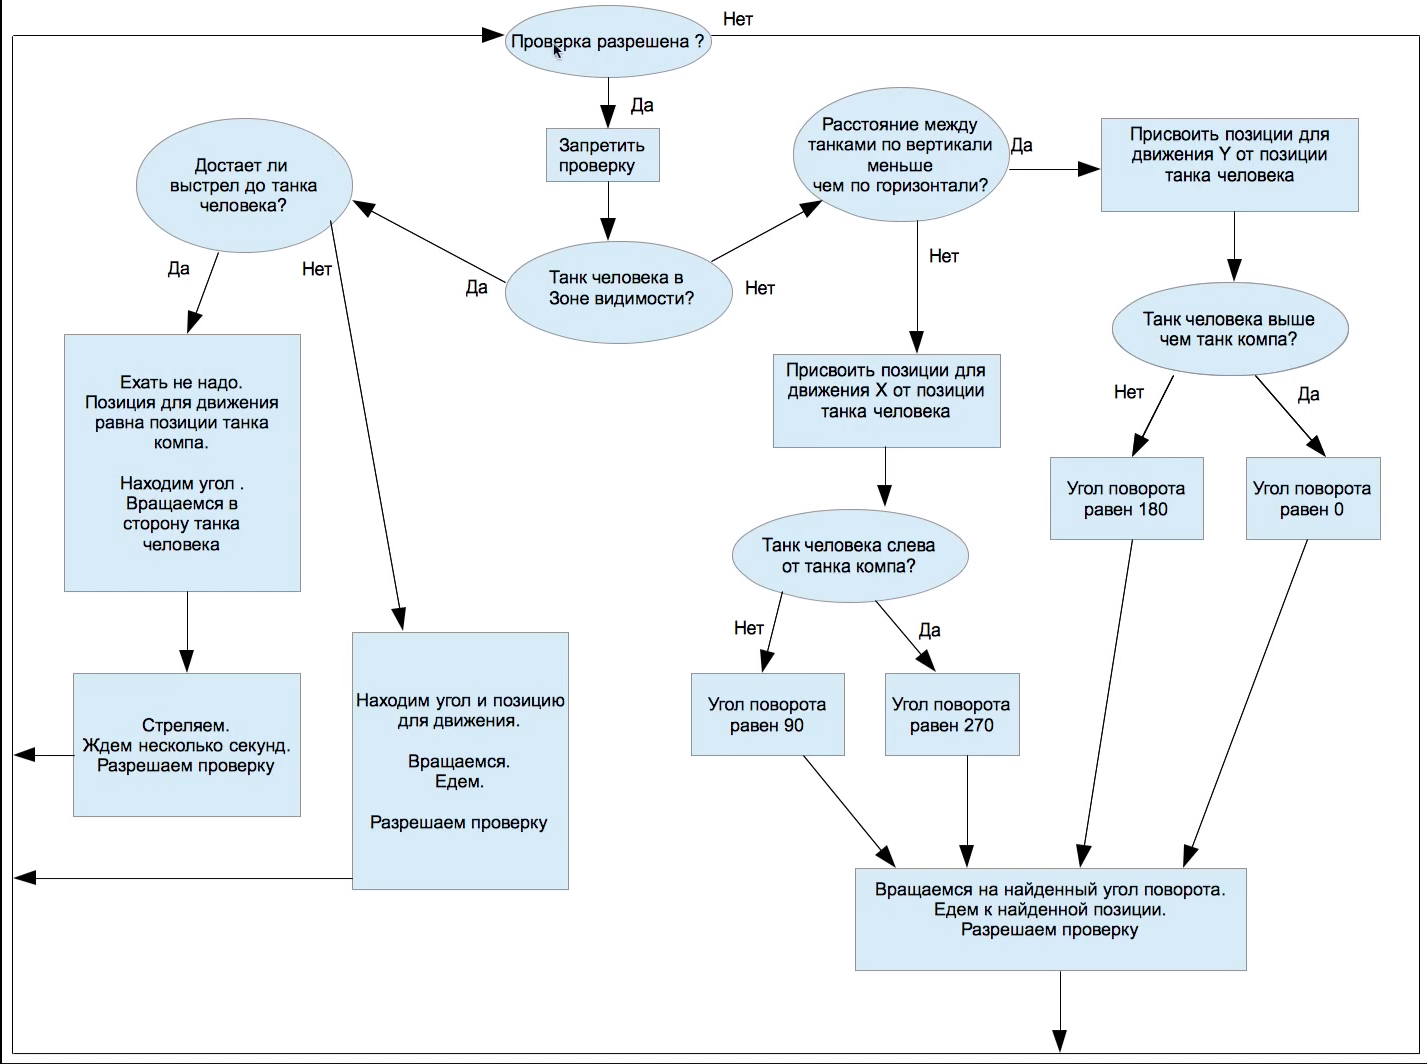 Нет
Проверка разрешена ?
Да
Запретить
проверку
Танк человека в
Зоне видимости?
Да
Нет
Достает ли
выстрел до танка
человека?
Да
Нет
Ехать не надо.
Позиция для движения
равна позиции танка
компа.
Находим угол .
Вращаемся в
сторону танка
человека
Стреляем.
Ждем несколько секунд.
Разрешаем проверку
Находим угол и позицию
для движения.
Вращаемся.
Едем.
Разрешаем проверку
Расстояние между
танками по вертикали
меньше
чем по горизонтали?
Да
Нет
Присвоить позиции для
движения X от позиции
танка человека
Танк человека слева
от танка компа?
Нет
Да
Угол поворота
равен 90
Угол поворота
равен 270
Присвоить позиции для
движения Y от позиции
танка человека
Танк человека выше
чем танк компа?
Нет
Да
Угол поворота
равен 180
Угол поворота
равен 0
Вращаемся на найденный угол поворота.
Едем к найденной позиции.
Разрешаем проверку